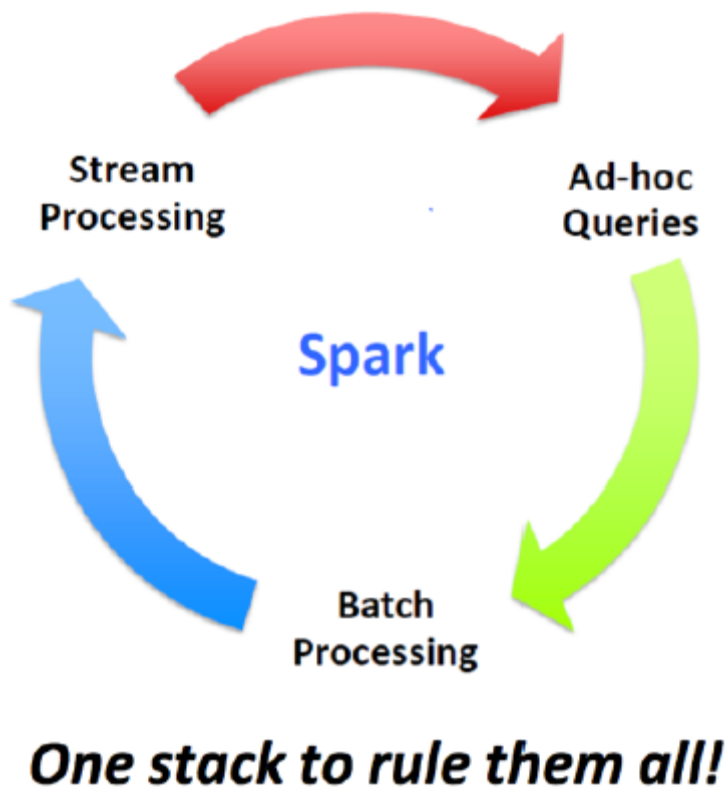 Stream
Processing
Ad-hoc
Queries
Spark
Batch
Processing
One stack to rule them all!